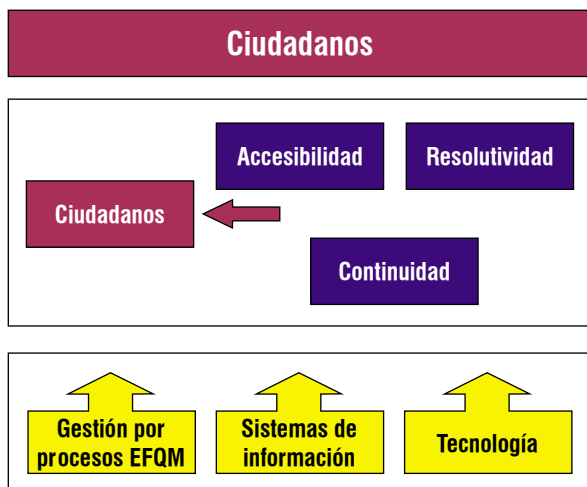 Ciudadanos
Accesibilidad
Resolutividad
Ciudadanos
Continuidad
Gestión por
procesos EFQM
Sistemas de
información
Tecnología